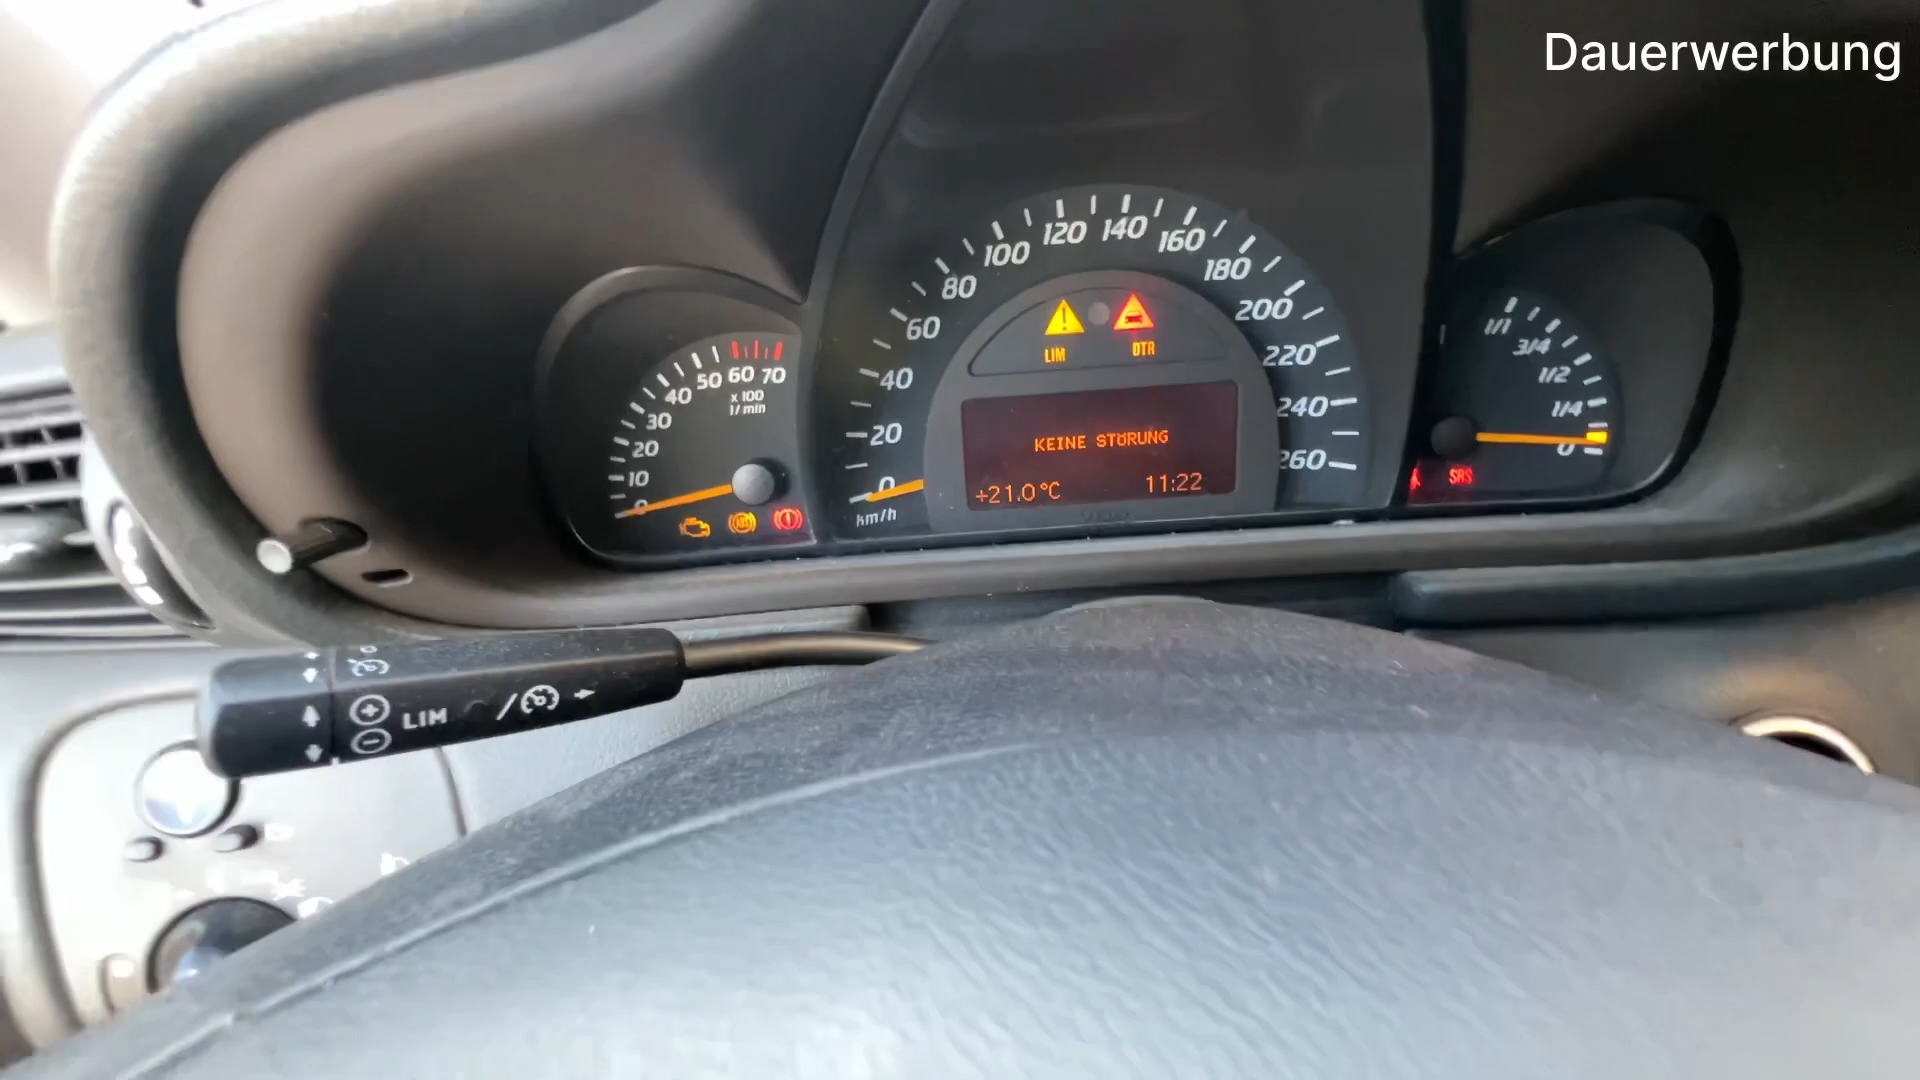 Dauerwerbung
0
10
20
30
40
50
60
70
x 100
1/min
0
20
40
60
80
100
120
140
160
180
200
220
240
260
km/h
LIM
DTR
KEINE STÖRUNG
+21.0°C
11:22
1/1
3/4
1/2
1/4
0
ABS
SRS
LIM